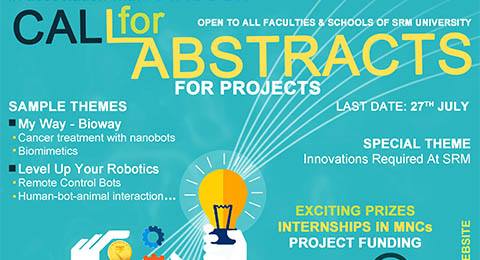 OPEN TO ALL FACULTIES & SCHOOLS OF SRM UNIVERSITY
CALL for
ABSTRACTS
FOR PROJECTS
SAMPLE THEMES
LAST DATE: 27TH JULY
My Way - Bioway
Cancer treatment with nanobots
Biomimetics
SPECIAL THEME
Innovations Required At SRM
Level Up Your Robotics
Remote Control Bots
Human-bot-animal interaction...
EXCITING PRIZES
INTERNSHIPS IN MNCs
PROJECT FUNDING